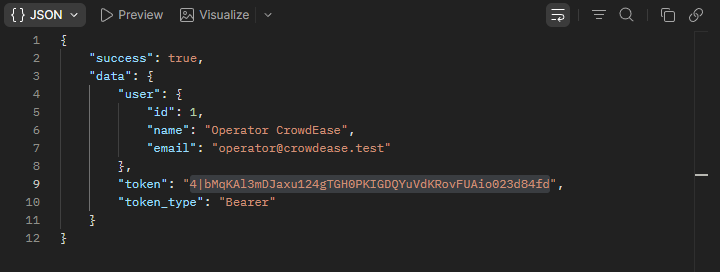 {} JSON Preview Visualize
1 {
2 "success": true,
3 "data": {
4 "user": {
5 "id": 1,
6 "name": "Operator CrowdEase",
7 "email": "operator@crowdease.test"
8 },
9 "token": "4|bMqKAl3mDJaxu124gTGH0PKIGDQYuVdKRovFUAio023d84fd",
10 "token_type": "Bearer"
11 }
12 }